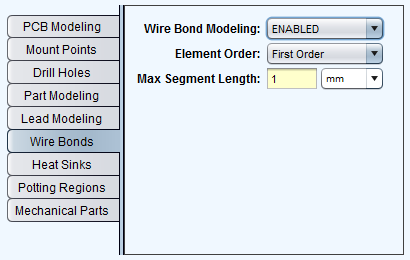 PCB Modeling
Mount Points
Drill Holes
Part Modeling
Lead Modeling
Wire Bonds
Heat Sinks
Potting Regions
Mechanical Parts
Wire Bond Modeling: ENABLED
Element Order: First Order
Max Segment Length: 1 mm